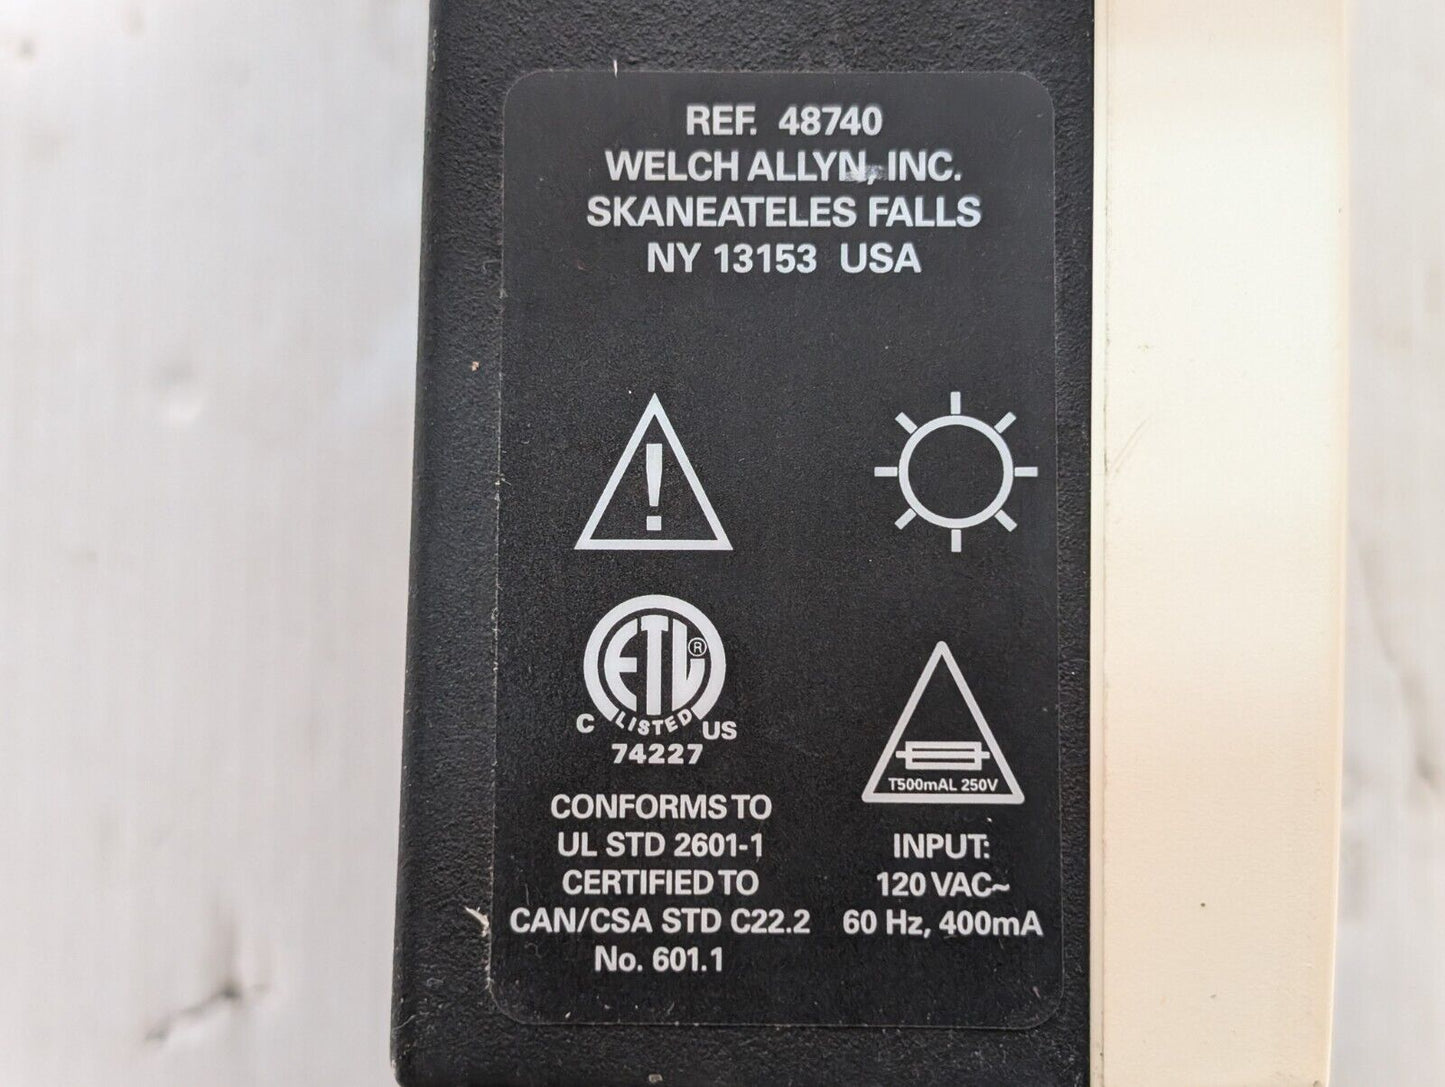 REF. 48740
WELCH ALLYN, INC.
SKANEATELES FALLS
NY 13153 USA
!
ETL®
C LISTED US
74227
CONFORMS TO
UL STD 2601-1
CERTIFIED TO
CAN/CSA STD C22.2
No. 601.1
T500mAL 250V
INPUT:
120 VAC~
60 Hz, 400mA